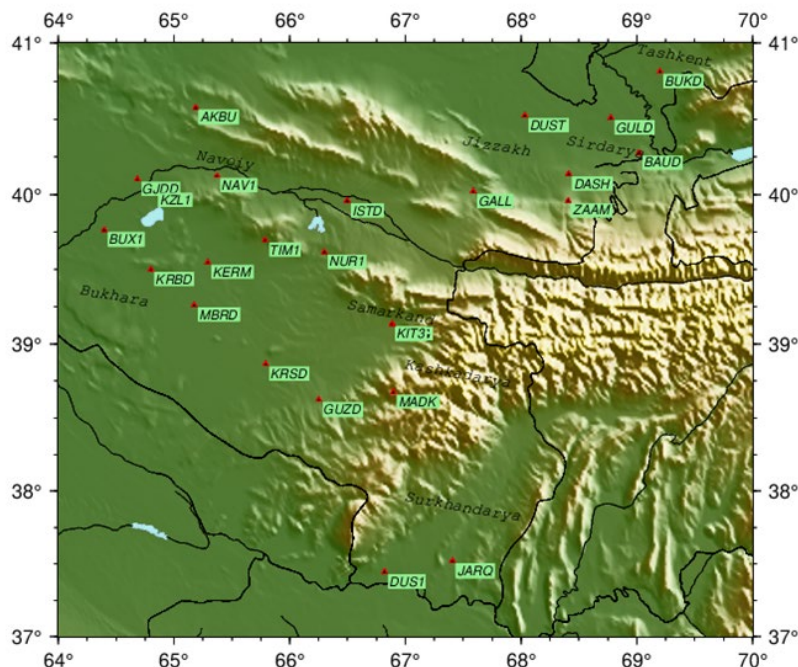 64° 65° 66° 67° 68° 69° 70°
41° 41°
Tashkent
BUKD
AKBU
DUST
GULD
Jizzakh
Sirdarya
BAUD
Navoiy
NAV1
GJDD
KZL1
DASH
40° 40°
GALL
ISTD
ZAAM
BUX1
TIM1
NUR1
KRBD
KERM
Bukhara
MBRD
Samarkand
KIT3
39° 39°
KRSD
Kashkadarya
GUZD
MADK
38° 38°
Surkhandarya
DUS1
JARQ
37° 37°
64° 65° 66° 67° 68° 69° 70°